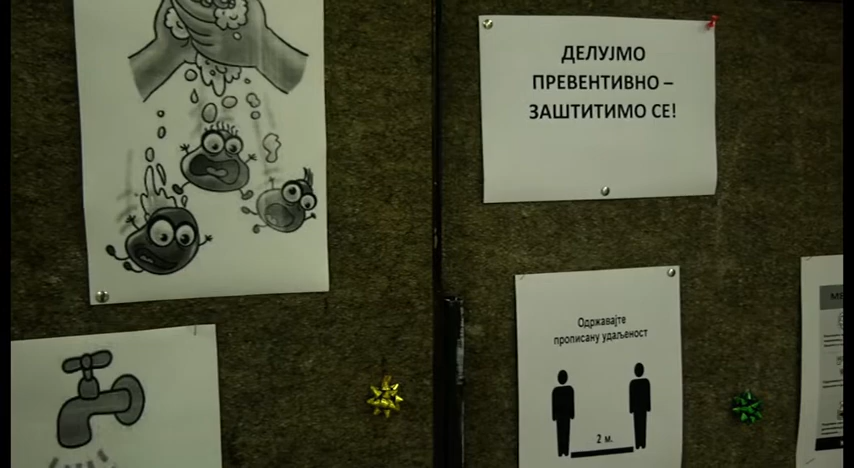 ДЕЛУЈМО
ПРЕВЕНТИВНО –
ЗАШТИТИМО СЕ!
Одржавајте
прописану удаљеност
2 м.